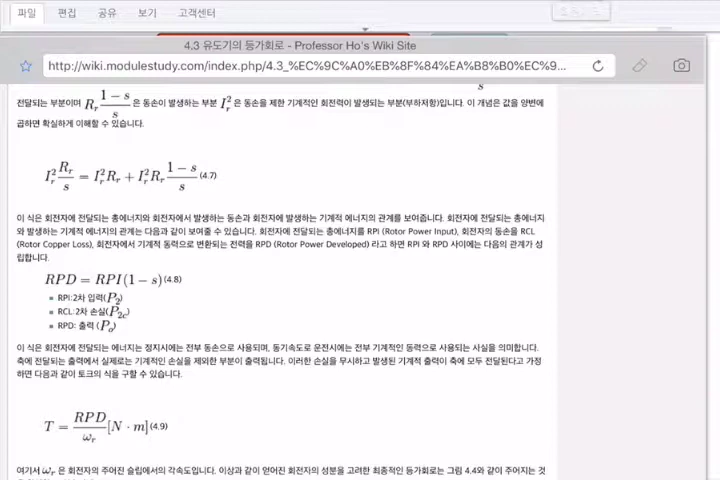 파일 편집 공유 보기 고객센터
4.3 유도기의 등가회로 - Professor Ho's Wiki Site
http://wiki.modulestudy.com/index.php/4.3_%EC%9C%A0%EB%8F%84%EA%B8%B0%EC%9...
s
전달되는 부분이며 R_r (1 − s)/s 은 동손이 발생하는 부분 I_r^2 은 동손을 제한 기계적인 회전력이 발생되는 부분(부하저항)입니다. 이 개념은 값을 양변에
곱하면 확실하게 이해할 수 있습니다.
I_r^2 R_r/s = I_r^2 R_r + I_r^2 R_r (1 − s)/s (4.7)
이 식은 회전자에 전달되는 총에너지와 회전자에서 발생하는 동손과 회전자에 발생하는 기계적 에너지의 관계를 보여줍니다. 회전자에 전달되는 총에너지
와 발생하는 기계적 에너지의 관계는 다음과 같이 보여줄 수 있습니다. 회전자에 전달되는 총에너지를 RPI (Rotor Power Input), 회전자의 동손을 RCL
(Rotor Copper Loss), 회전자에서 기계적 동력으로 변환되는 전력을 RPD (Rotor Power Developed) 라고 하면 RPI 와 RPD 사이에는 다음의 관계가 성
립합니다.
RPD = RPI(1 − s) (4.8)
▪ RPI:2차 입력(P_2)
▪ RCL:2차 손실(P_2c)
▪ RPD: 출력 (P_o)
이 식은 회전자에 전달되는 에너지는 정지시에는 전부 동손으로 사용되며, 동기속도로 운전시에는 전부 기계적인 동력으로 사용되는 사실을 의미합니다.
축에 전달되는 출력에서 실제로는 기계적인 손실을 제외한 부분이 출력됩니다. 이러한 손실을 무시하고 발생된 기계적 출력이 축에 모두 전달된다고 가정
하면 다음과 같이 토크의 식을 구할 수 있습니다.
T = RPD/ω_r [N · m] (4.9)
여기서 ω_r 은 회전자의 주어진 슬립에서의 각속도입니다. 이상과 같이 얻어진 회전자의 성분을 고려한 최종적인 등가회로는 그림 4.4와 같이 주어지는 것